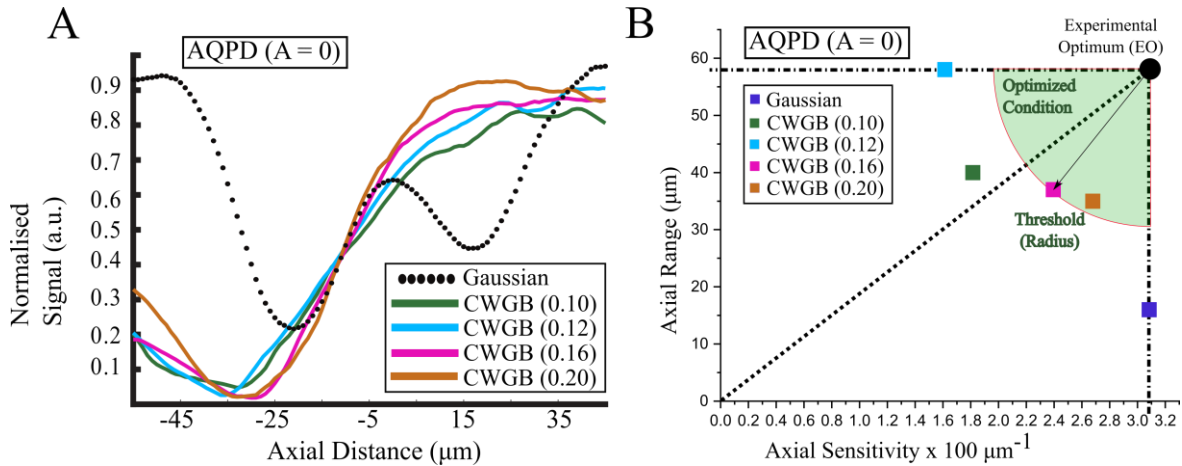 A
AQPD (A = 0)
0.9
0.8
0.7
0.6
0.5
0.4
0.3
0.2
0.1
Normalised
Signal (a.u.)
Gaussian
CWGB (0.10)
CWGB (0.12)
CWGB (0.16)
CWGB (0.20)
-45 -25 -5 15 35
Axial Distance (μm)
B
AQPD (A = 0)
Experimental
Optimum (EO)
Optimized
Condition
Gaussian
CWGB (0.10)
CWGB (0.12)
CWGB (0.16)
CWGB (0.20)
Threshold
(Radius)
60
50
40
30
20
10
0
Axial Range (μm)
0.0 0.2 0.4 0.6 0.8 1.0 1.2 1.4 1.6 1.8 2.0 2.2 2.4 2.6 2.8 3.0 3.2
Axial Sensitivity x 100 μm⁻¹